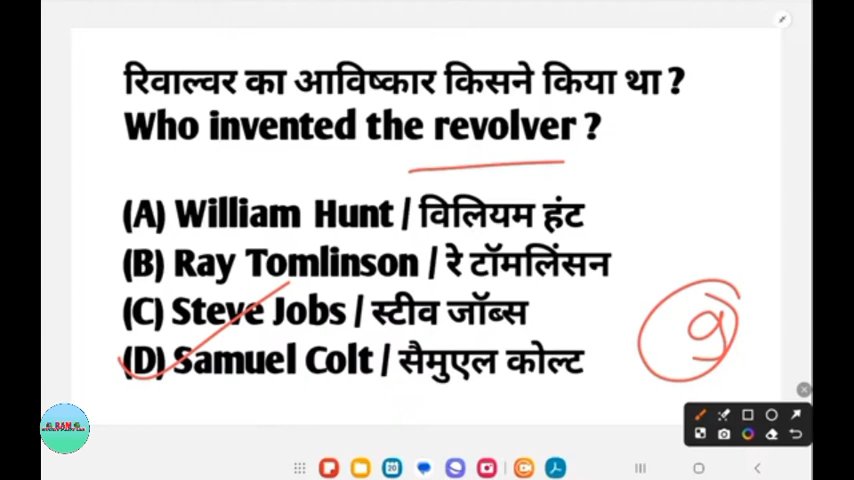 रिवाल्वर का आविष्कार किसने किया था ?
Who invented the revolver ?
(A) William Hunt / विलियम हंट
(B) Ray Tomlinson / रे टॉमलिंसन
(C) Steve Jobs / स्टीव जॉब्स
(D) Samuel Colt / सैमुएल कोल्ट